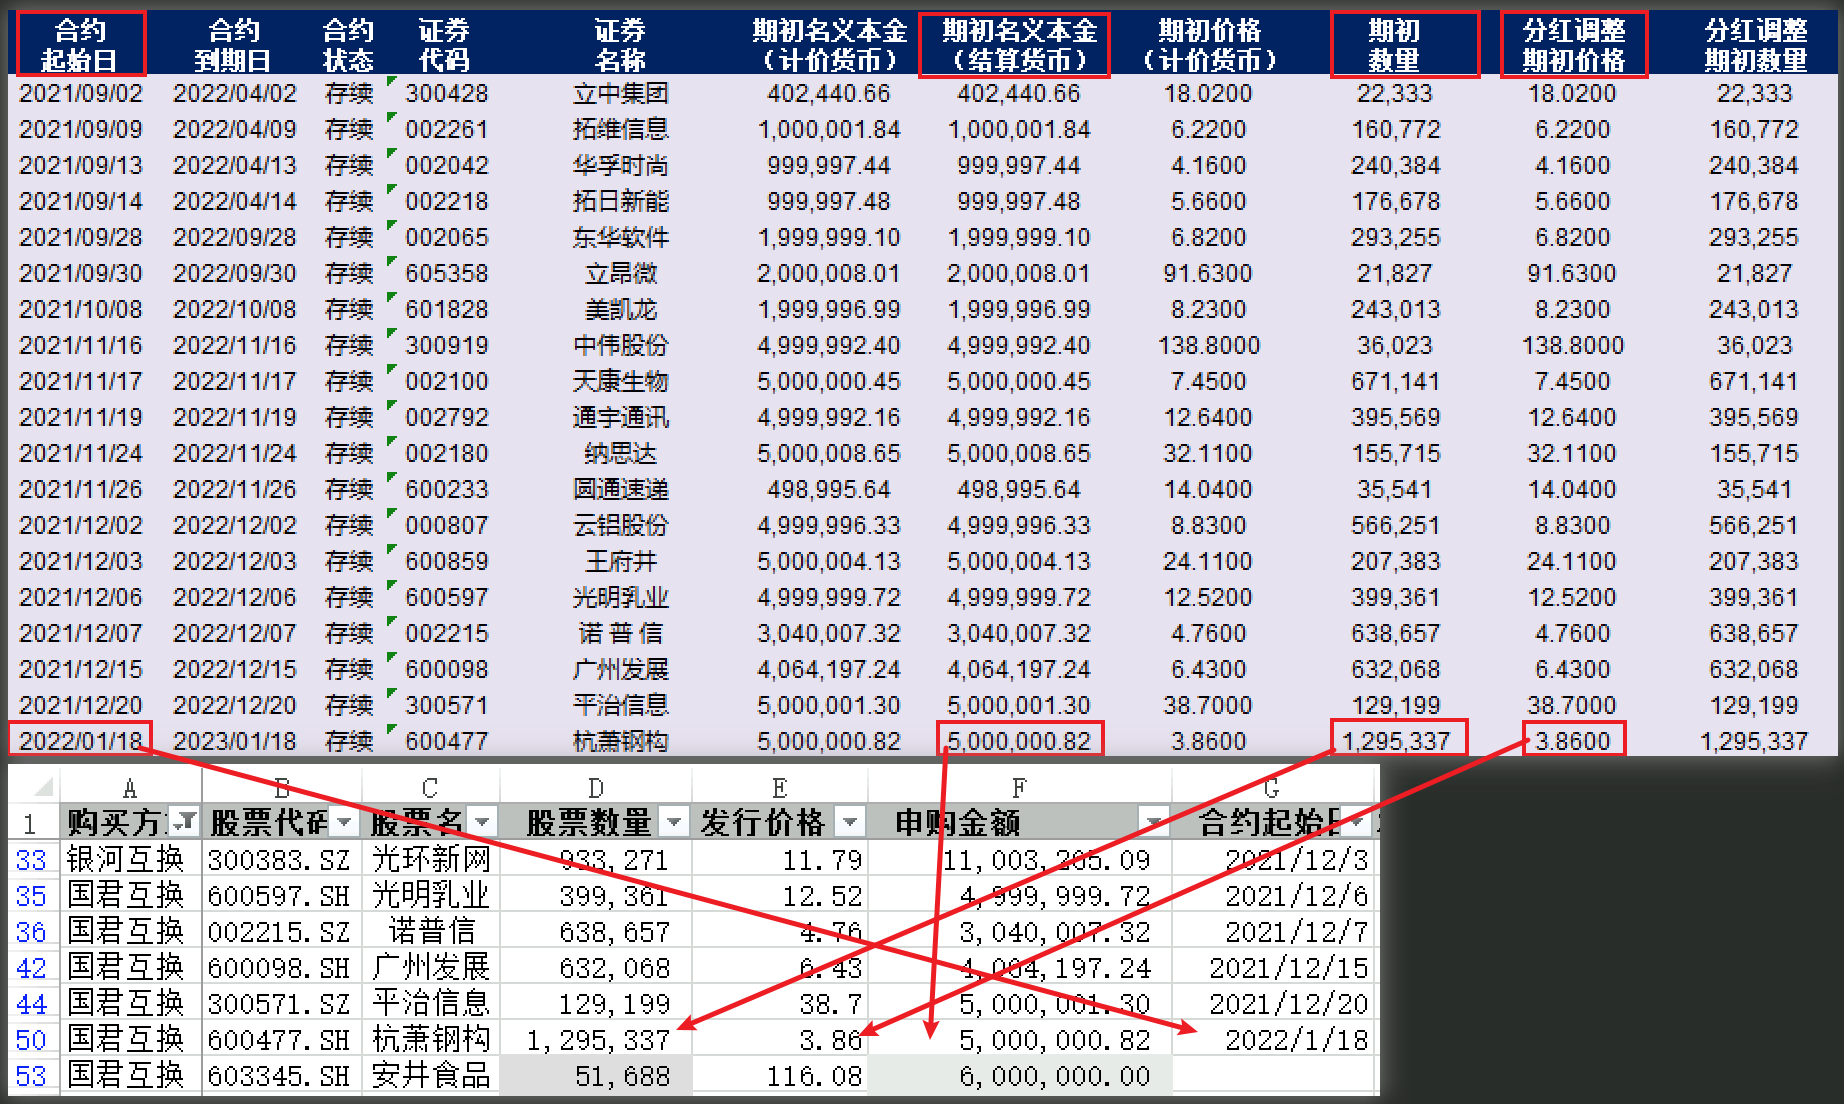 合约 合约 合约 证券 证券 期初名义本金 期初名义本金 期初价格 期初 分红调整 分红调整
起始日 到期日 状态 代码 名称 （计价货币） （结算货币） （计价货币） 数量 期初价格 期初数量
2021/09/02 2022/04/02 存续 300428 立中集团 402,440.66 402,440.66 18.0200 22,333 18.0200 22,333
2021/09/09 2022/04/09 存续 002261 拓维信息 1,000,001.84 1,000,001.84 6.2200 160,772 6.2200 160,772
2021/09/13 2022/04/13 存续 002042 华孚时尚 999,997.44 999,997.44 4.1600 240,384 4.1600 240,384
2021/09/14 2022/04/14 存续 002218 拓日新能 999,997.48 999,997.48 5.6600 176,678 5.6600 176,678
2021/09/28 2022/09/28 存续 002065 东华软件 1,999,999.10 1,999,999.10 6.8200 293,255 6.8200 293,255
2021/09/30 2022/09/30 存续 605358 立昂微 2,000,008.01 2,000,008.01 91.6300 21,827 91.6300 21,827
2021/10/08 2022/10/08 存续 601828 美凯龙 1,999,996.99 1,999,996.99 8.2300 243,013 8.2300 243,013
2021/11/16 2022/11/16 存续 300919 中伟股份 4,999,992.40 4,999,992.40 138.8000 36,023 138.8000 36,023
2021/11/17 2022/11/17 存续 002100 天康生物 5,000,000.45 5,000,000.45 7.4500 671,141 7.4500 671,141
2021/11/19 2022/11/19 存续 002792 通宇通讯 4,999,992.16 4,999,992.16 12.6400 395,569 12.6400 395,569
2021/11/24 2022/11/24 存续 002180 纳思达 5,000,008.65 5,000,008.65 32.1100 155,715 32.1100 155,715
2021/11/26 2022/11/26 存续 600233 圆通速递 498,995.64 498,995.64 14.0400 35,541 14.0400 35,541
2021/12/02 2022/12/02 存续 000807 云铝股份 4,999,996.33 4,999,996.33 8.8300 566,251 8.8300 566,251
2021/12/03 2022/12/03 存续 600859 王府井 5,000,004.13 5,000,004.13 24.1100 207,383 24.1100 207,383
2021/12/06 2022/12/06 存续 600597 光明乳业 4,999,999.72 4,999,999.72 12.5200 399,361 12.5200 399,361
2021/12/07 2022/12/07 存续 002215 诺 普 信 3,040,007.32 3,040,007.32 4.7600 638,657 4.7600 638,657
2021/12/15 2022/12/15 存续 600098 广州发展 4,064,197.24 4,064,197.24 6.4300 632,068 6.4300 632,068
2021/12/20 2022/12/20 存续 300571 平治信息 5,000,001.30 5,000,001.30 38.7000 129,199 38.7000 129,199
2022/01/18 2023/01/18 存续 600477 杭萧钢构 5,000,000.82 5,000,000.82 3.8600 1,295,337 3.8600 1,295,337
A B C D E F G
1 购买方 股票代码 股票名 股票数量 发行价格 申购金额 合约起始日
33 银河互换 300383.SZ 光环新网 933,271 11.79 11,003,265.09 2021/12/3
35 国君互换 600597.SH 光明乳业 399,361 12.52 4,999,999.72 2021/12/6
36 国君互换 002215.SZ 诺普信 638,657 4.76 3,040,007.32 2021/12/7
42 国君互换 600098.SH 广州发展 632,068 6.43 4,064,197.24 2021/12/15
44 国君互换 300571.SZ 平治信息 129,199 38.7 5,000,001.30 2021/12/20
50 国君互换 600477.SH 杭萧钢构 1,295,337 3.86 5,000,000.82 2022/1/18
53 国君互换 603345.SH 安井食品 51,688 116.08 6,000,000.00